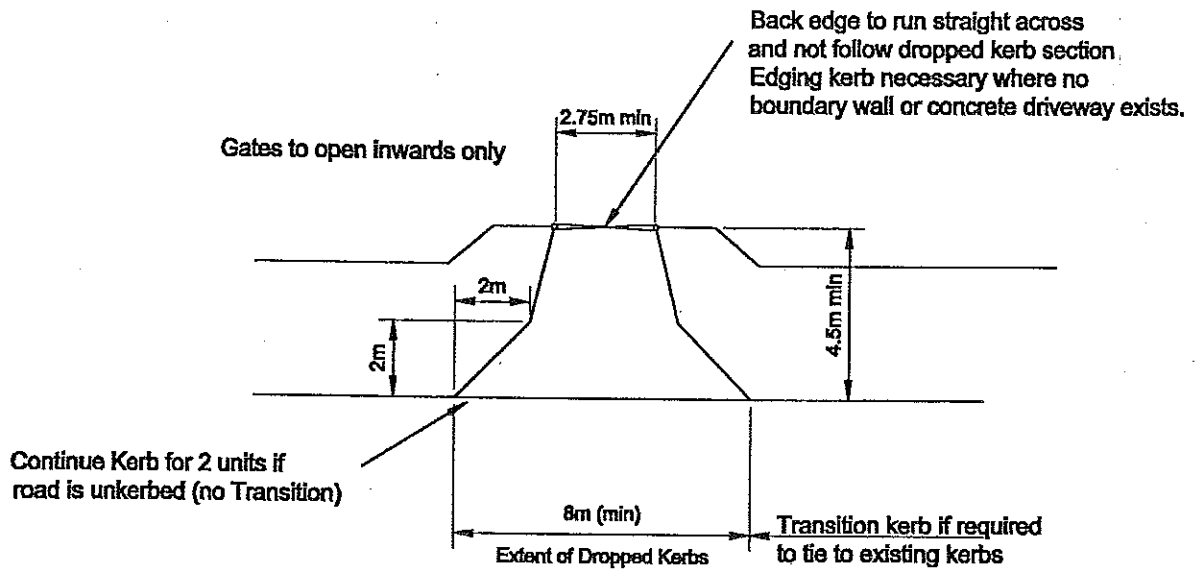 Back edge to run straight across
and not follow dropped kerb section
Edging kerb necessary where no
boundary wall or concrete driveway exists.
2.75m min
Gates to open inwards only
2m
2m
4.5m min
Continue Kerb for 2 units if
road is unkerbed (no Transition)
8m (min)
Extent of Dropped Kerbs
Transition kerb if required
to tie to existing kerbs